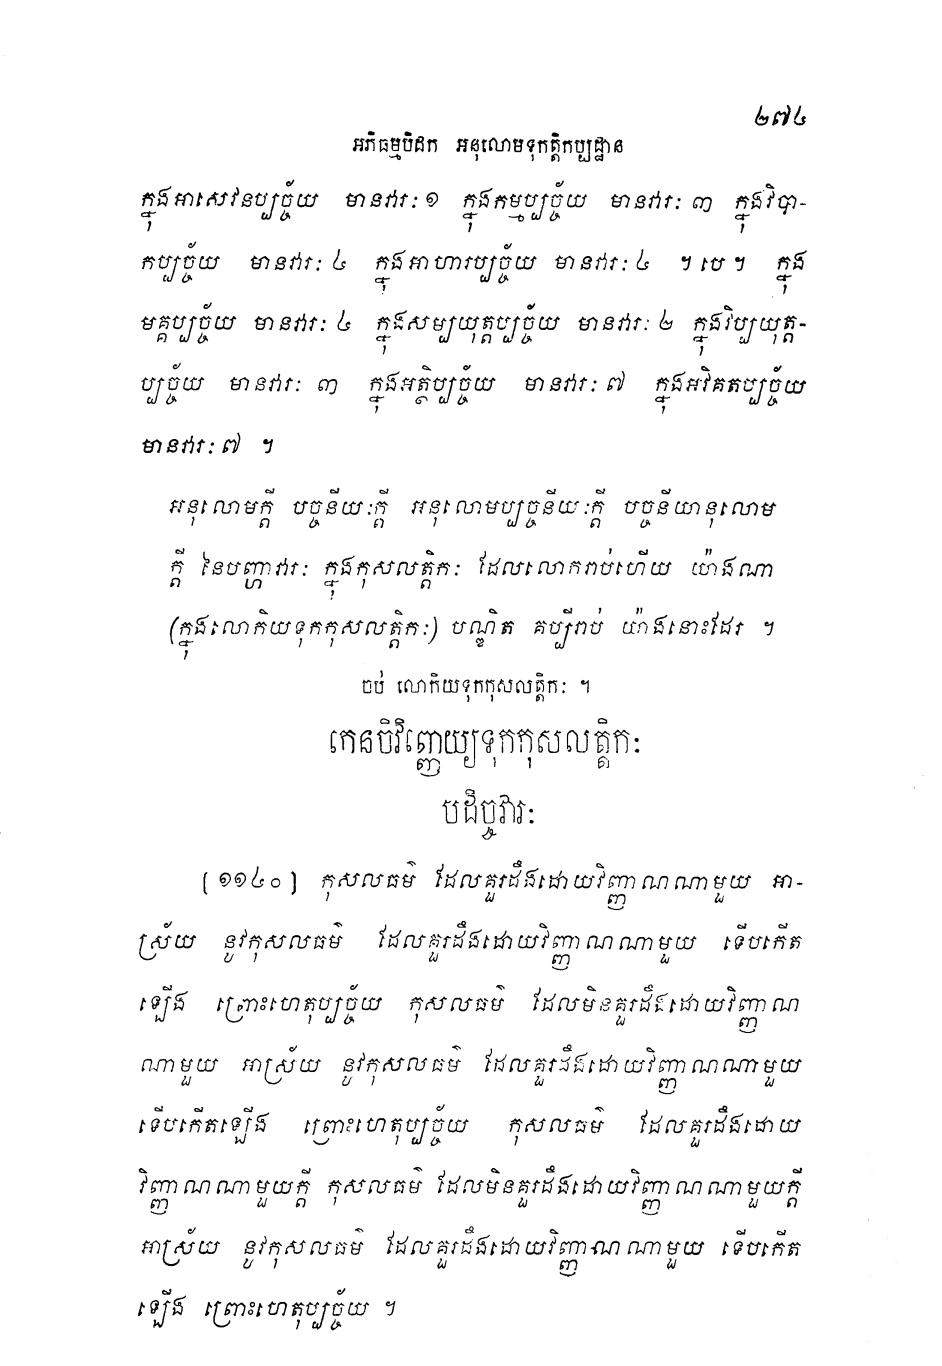 ២៧៤
អភិធម្មបិដក អនុលោមទុកត្តិកប្បដ្ឋាន
ក្នុងអាសេវនប្បច្ច័យ មានវារៈ ១ ក្នុងកម្មប្បច្ច័យ មានវារៈ ៣ ក្នុងវិបា-
កប្បច្ច័យ មានវារៈ ៤ ក្នុងអាហារប្បច្ច័យ មានវារៈ ៤ ។ បេ ។ ក្នុង
មគ្គប្បច្ច័យ មានវារៈ ៤ ក្នុងសម្បយុត្តប្បច្ច័យ មានវារៈ ២ ក្នុងវិប្បយុត្ត-
ប្បច្ច័យ មានវារៈ ៣ ក្នុងអត្ថិប្បច្ច័យ មានវារៈ ៧ ក្នុងអវិគតប្បច្ច័យ
មានវារៈ ៧ ។
អនុលោមក្តី បច្ចនីយៈក្តី អនុលោមប្បច្ចនីយៈក្តី បច្ចនីយានុលោម
ក្តី នៃបញ្ហាវារៈ ក្នុងកុសលត្តិកៈ ដែលលោករាប់ហើយ យ៉ាងណា
(ក្នុងលោកិយទុកកុសលត្តិកៈ) បណ្ឌិត គប្បីរាប់ យ៉ាងនោះដែរ ។
ចប់ លោកិយទុកកុសលត្តិកៈ ។
កេនចិវិញ្ញេយ្យទុកកុសលត្តិកៈ
បដិច្ចវារៈ
[១១៤០] កុសលធម៌ ដែលគួរដឹងដោយវិញ្ញាណណាមួយ អា-
ស្រ័យ នូវកុសលធម៌ ដែលគួរដឹងដោយវិញ្ញាណណាមួយ ទើបកើត
ឡើង ព្រោះហេតុប្បច្ច័យ កុសលធម៌ ដែលមិនគួរដឹងដោយវិញ្ញាណ
ណាមួយ អាស្រ័យ នូវកុសលធម៌ ដែលគួរដឹងដោយវិញ្ញាណណាមួយ
ទើបកើតឡើង ព្រោះហេតុប្បច្ច័យ កុសលធម៌ ដែលគួរដឹងដោយ
វិញ្ញាណណាមួយក្តី កុសលធម៌ ដែលមិនគួរដឹងដោយវិញ្ញាណណាមួយក្តី
អាស្រ័យ នូវកុសលធម៌ ដែលគួរដឹងដោយវិញ្ញាណណាមួយ ទើបកើត
ឡើង ព្រោះហេតុប្បច្ច័យ ។